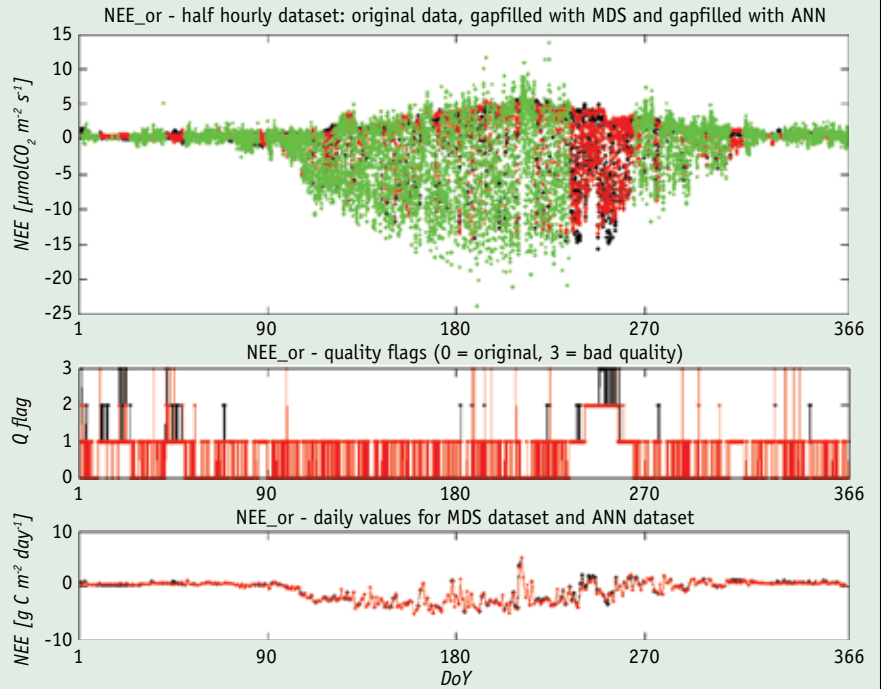 NEE_or - half hourly dataset: original data, gapfilled with MDS and gapfilled with ANN
NEE [µmolCO₂ m⁻² s⁻¹]
15
10
5
0
-5
-10
-15
-20
-25
1 90 180 270 366
NEE_or - quality flags (0 = original, 3 = bad quality)
Q flag
3
2
1
0
1 90 180 270 366
NEE_or - daily values for MDS dataset and ANN dataset
NEE [g C m⁻² day⁻¹]
10
0
-10
1 90 180 270 366
DoY